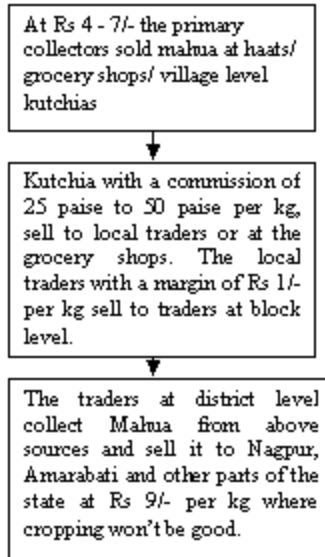 At Rs 4 - 7/- the primary
collectors sold mahua at haats/
grocery shops/ village level
kutchias
Kutchia with a commission of
25 paise to 50 paise per kg,
sell to local traders or at the
grocery shops. The local
traders with a margin of Rs 1/-
per kg sell to traders at block
level.
The traders at district level
collect Mahua from above
sources and sell it to Nagpur,
Amarabati and other parts of the
state at Rs 9/- per kg where
cropping won't be good.